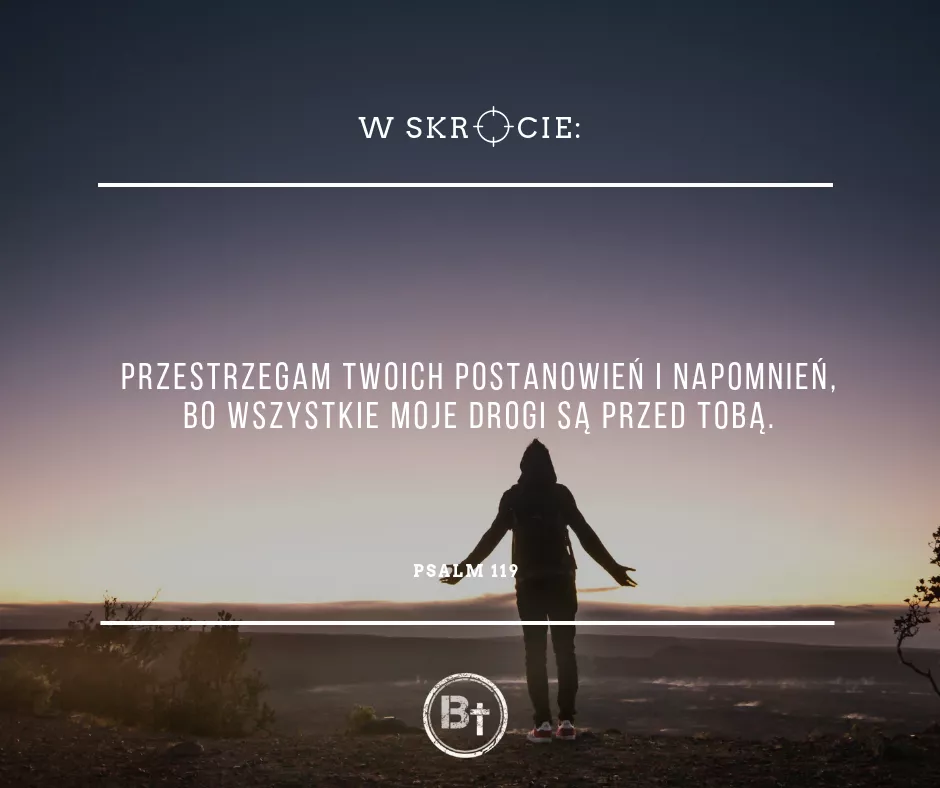 W SKRÓCIE:
PRZESTRZEGAM TWOICH POSTANOWIEŃ I NAPOMNIEŃ,
BO WSZYSTKIE MOJE DROGI SĄ PRZED TOBĄ.
PSALM 119
B†